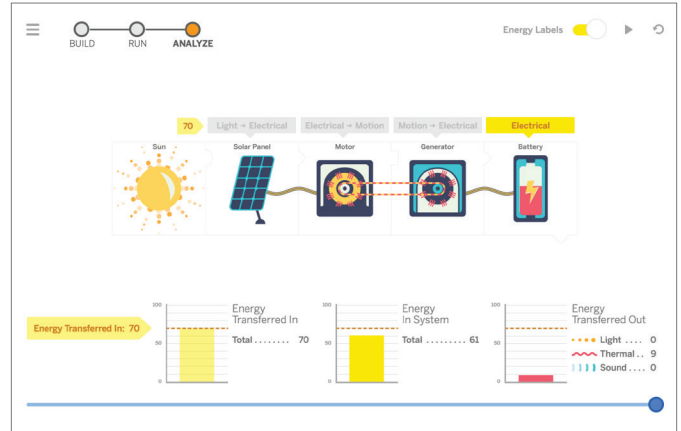 BUILD RUN ANALYZE
Energy Labels
70 Light → Electrical Electrical → Motion Motion → Electrical Electrical
Sun Solar Panel Motor Generator Battery
Energy Transferred In: 70
100
50
0
Energy
Transferred In
Total ........ 70
100
50
0
Energy
In System
Total ......... 61
100
50
0
Energy
Transferred Out
Light .... 0
Thermal .. 9
Sound .... 0